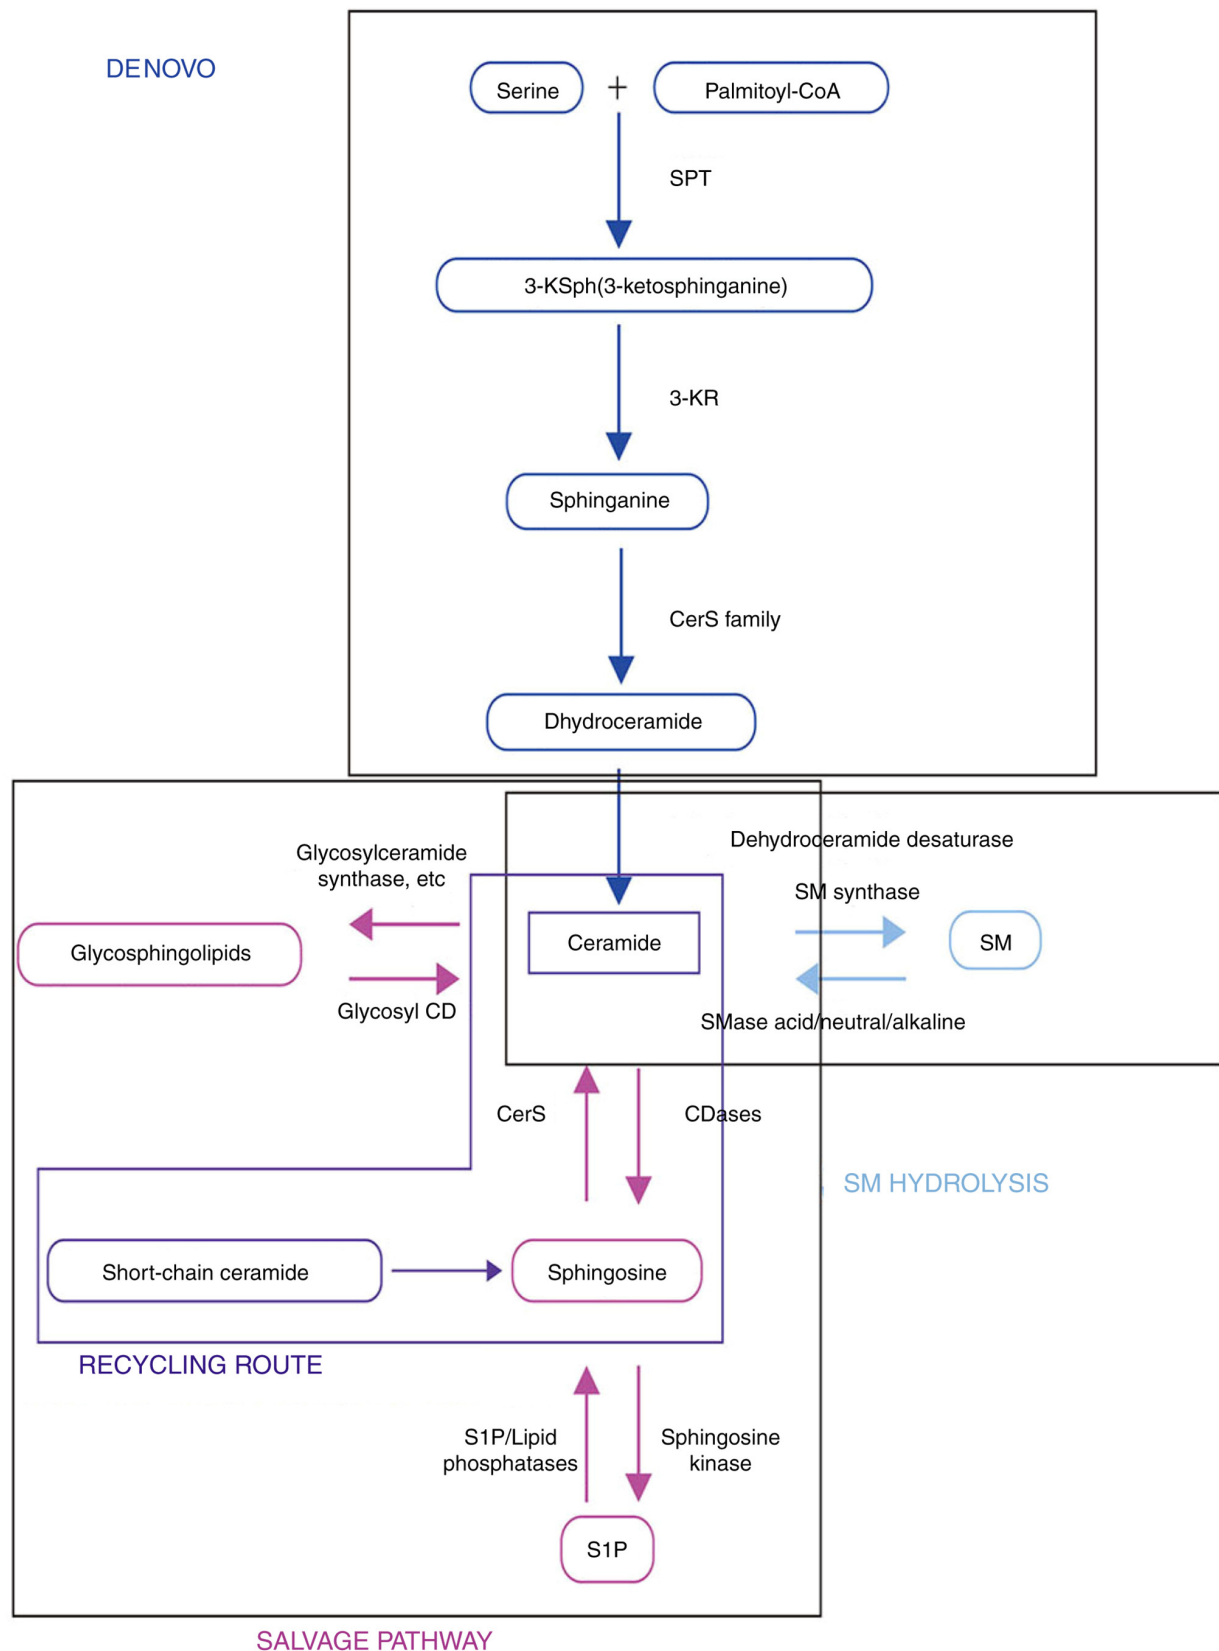 DENOVO
Serine + Palmitoyl-CoA
SPT
3-KSph(3-ketosphinganine)
3-KR
Sphinganine
CerS family
Dhydroceramide
Dehydroceramide desaturase
Glycosylceramide
synthase, etc
SM synthase
Glycosphingolipids
Ceramide
SM
Glycosyl CD
SMase acid/neutral/alkaline
CerS
CDases
SM HYDROLYSIS
Short-chain ceramide
Sphingosine
RECYCLING ROUTE
S1P/Lipid
phosphatases
Sphingosine
kinase
S1P
SALVAGE PATHWAY